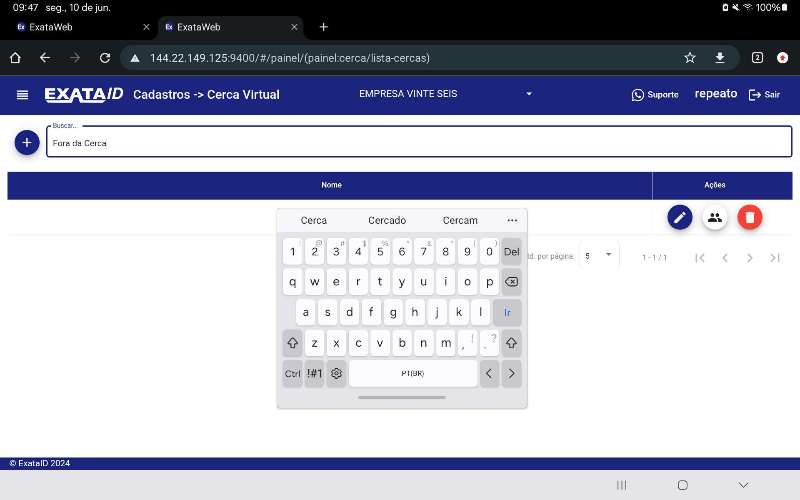 09:47 seg., 10 de jun. 100%
ExataWeb
ExataWeb
144.22.149.125:9400/#/painel/(painel:cerca/lista-cercas)
2
EXATAID Cadastros -> Cerca Virtual EMPRESA VINTE SEIS Suporte repeato Sair
Buscar...
Fora da Cerca
Nome Ações
Cerca Cercado Cercam ...
1 2 3 4 5 6 7 8 9 0 Del
td. por página: 5 1 - 1 / 1
q w e r t y u i o p
a s d f g h j k l Ir
z x c v b n m , ! . ?
Ctrl !#1 PT(BR) < >
© ExataID 2024